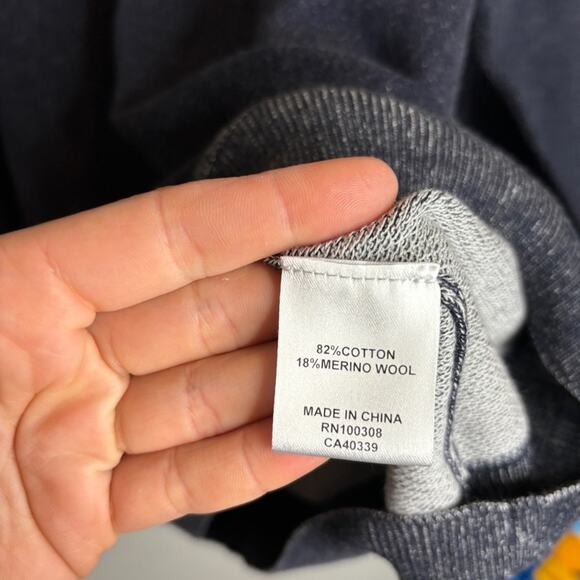 82%COTTON
18%MERINO WOOL
MADE IN CHINA
RN100308
CA40339